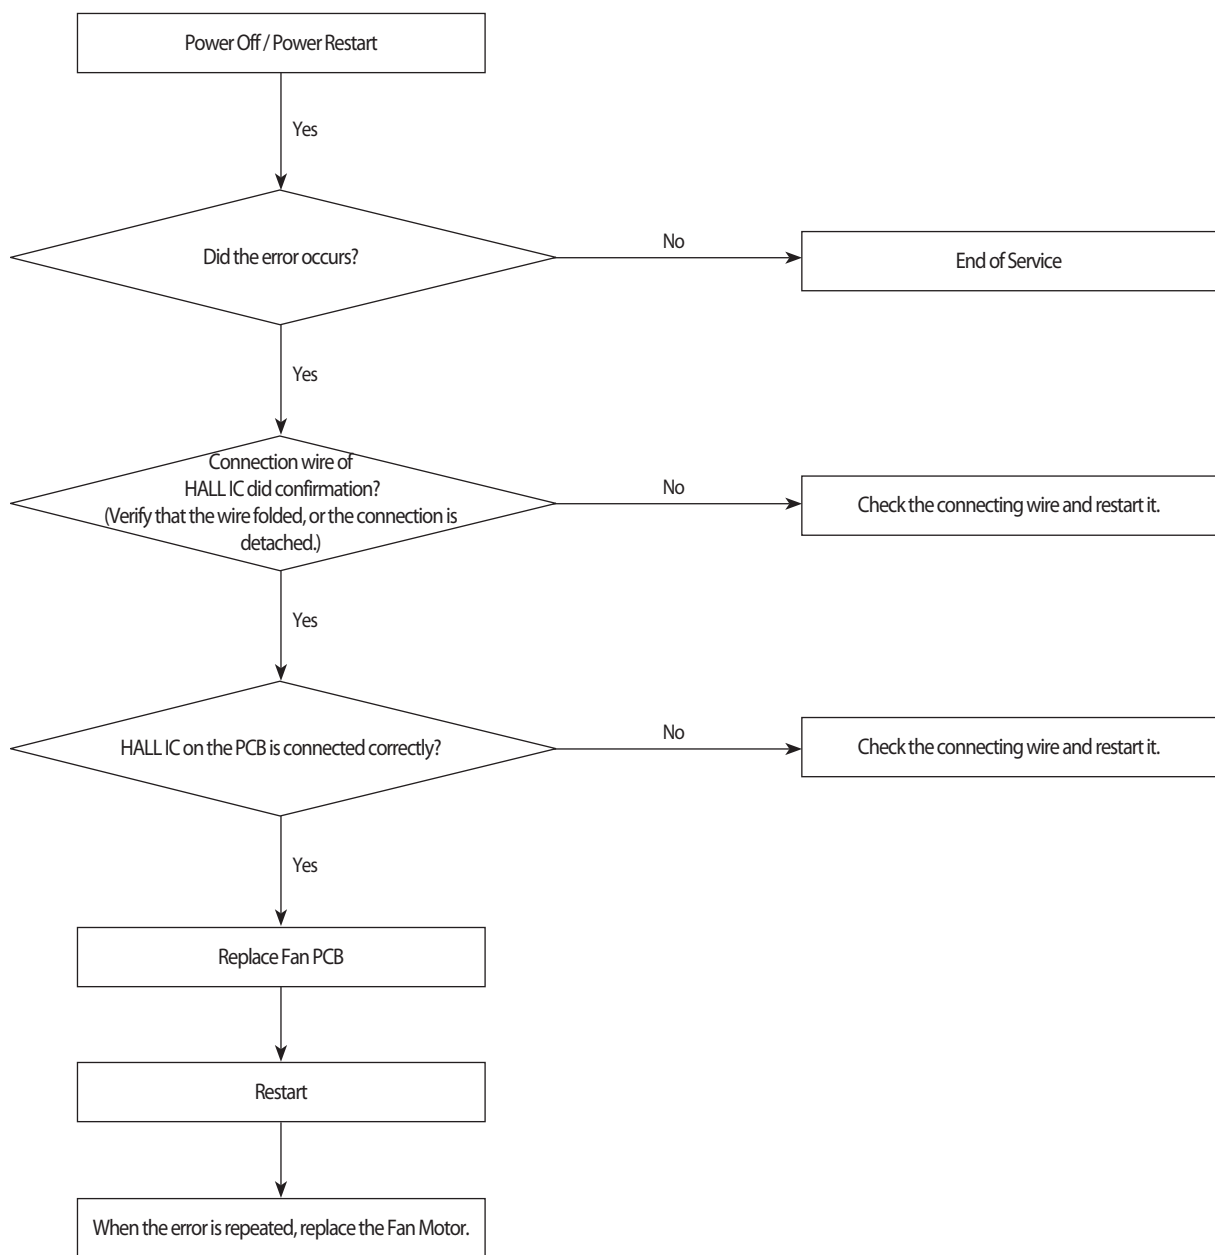 Power Off / Power Restart
Yes
Did the error occurs?
No
End of Service
Yes
Connection wire of
HALL IC did confirmation?
(Verify that the wire folded, or the connection is
detached.)
No
Check the connecting wire and restart it.
Yes
HALL IC on the PCB is connected correctly?
No
Check the connecting wire and restart it.
Yes
Replace Fan PCB
Restart
When the error is repeated, replace the Fan Motor.